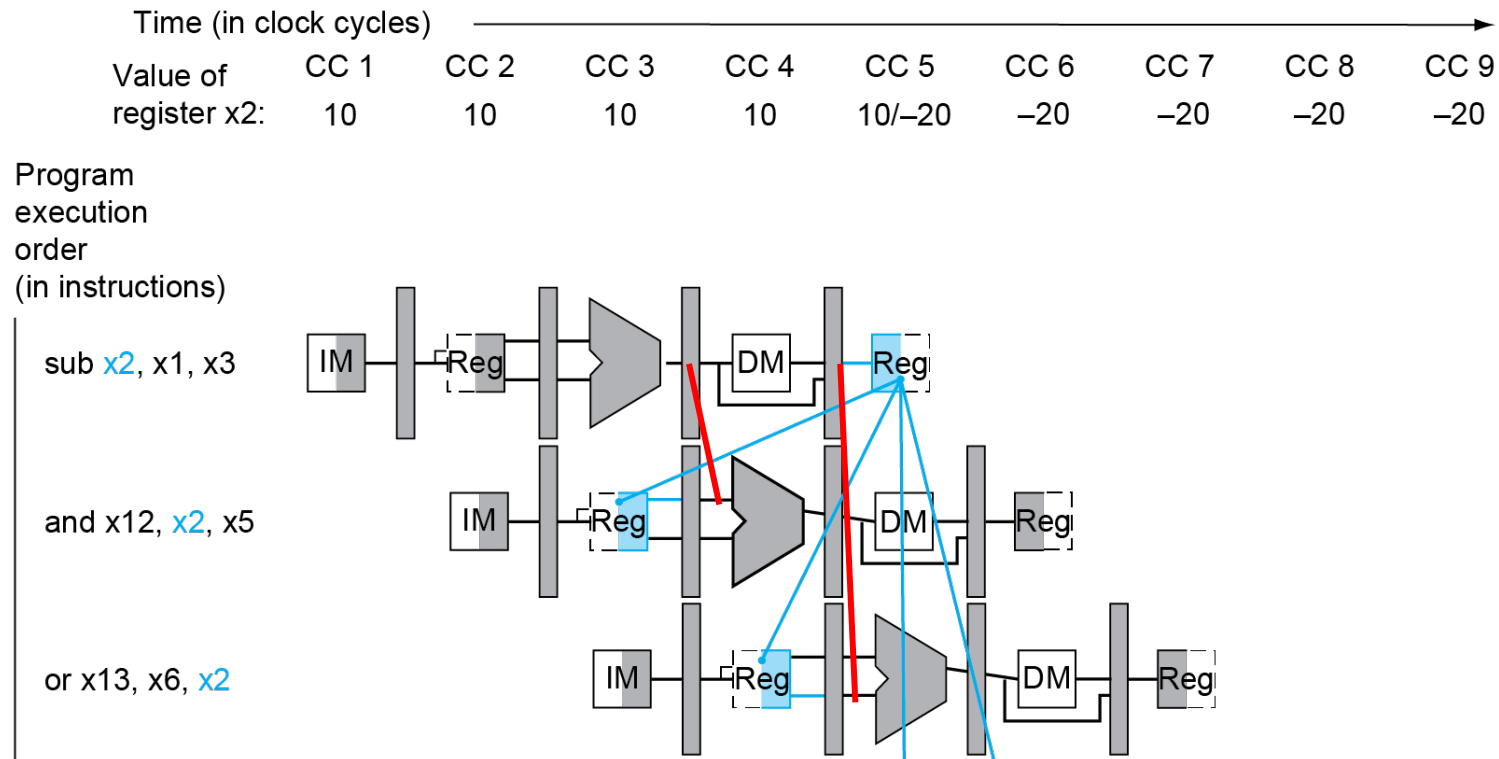 Time (in clock cycles)
Value of register x2:
CC 1 CC 2 CC 3 CC 4 CC 5 CC 6 CC 7 CC 8 CC 9
10 10 10 10 10/–20 –20 –20 –20 –20
Program
execution
order
(in instructions)
sub x2, x1, x3
IM Reg DM Reg
and x12, x2, x5
IM Reg DM Reg
or x13, x6, x2
IM Reg DM Reg